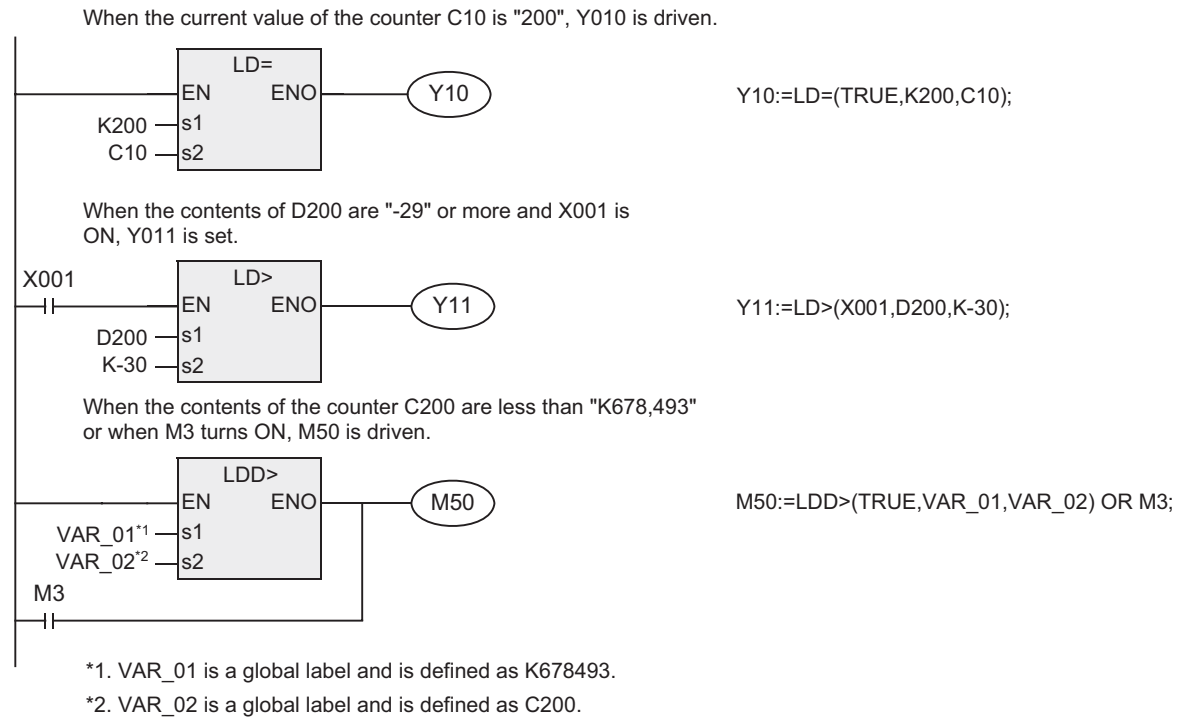 When the current value of the counter C10 is "200", Y010 is driven.
LD=
EN ENO Y10 Y10:=LD=(TRUE,K200,C10);
K200 s1
C10 s2
When the contents of D200 are "-29" or more and X001 is
ON, Y011 is set.
X001 LD>
EN ENO Y11 Y11:=LD>(X001,D200,K-30);
D200 s1
K-30 s2
When the contents of the counter C200 are less than "K678,493"
or when M3 turns ON, M50 is driven.
LDD>
EN ENO M50 M50:=LDD>(TRUE,VAR_01,VAR_02) OR M3;
VAR_01*1 s1
VAR_02*2 s2
M3
*1. VAR_01 is a global label and is defined as K678493.
*2. VAR_02 is a global label and is defined as C200.